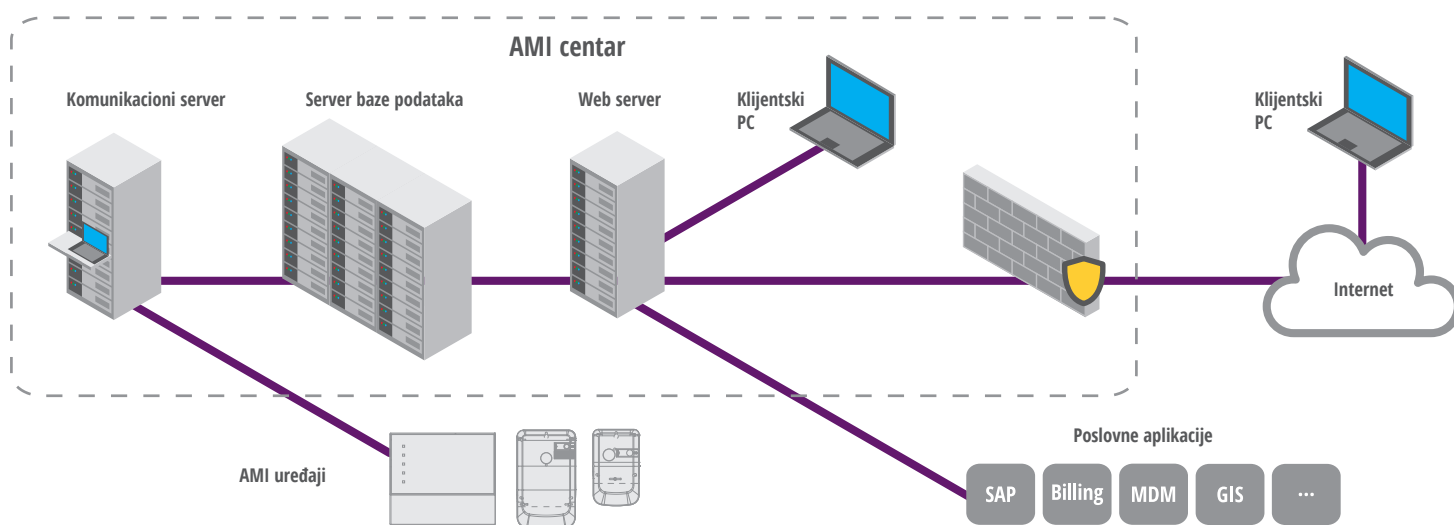 AMI centar
Komunikacioni server
Server baze podataka
Web server
Klijentski
PC
Klijentski
PC
Internet
AMI uređaji
Poslovne aplikacije
SAP
Billing
MDM
GIS
...